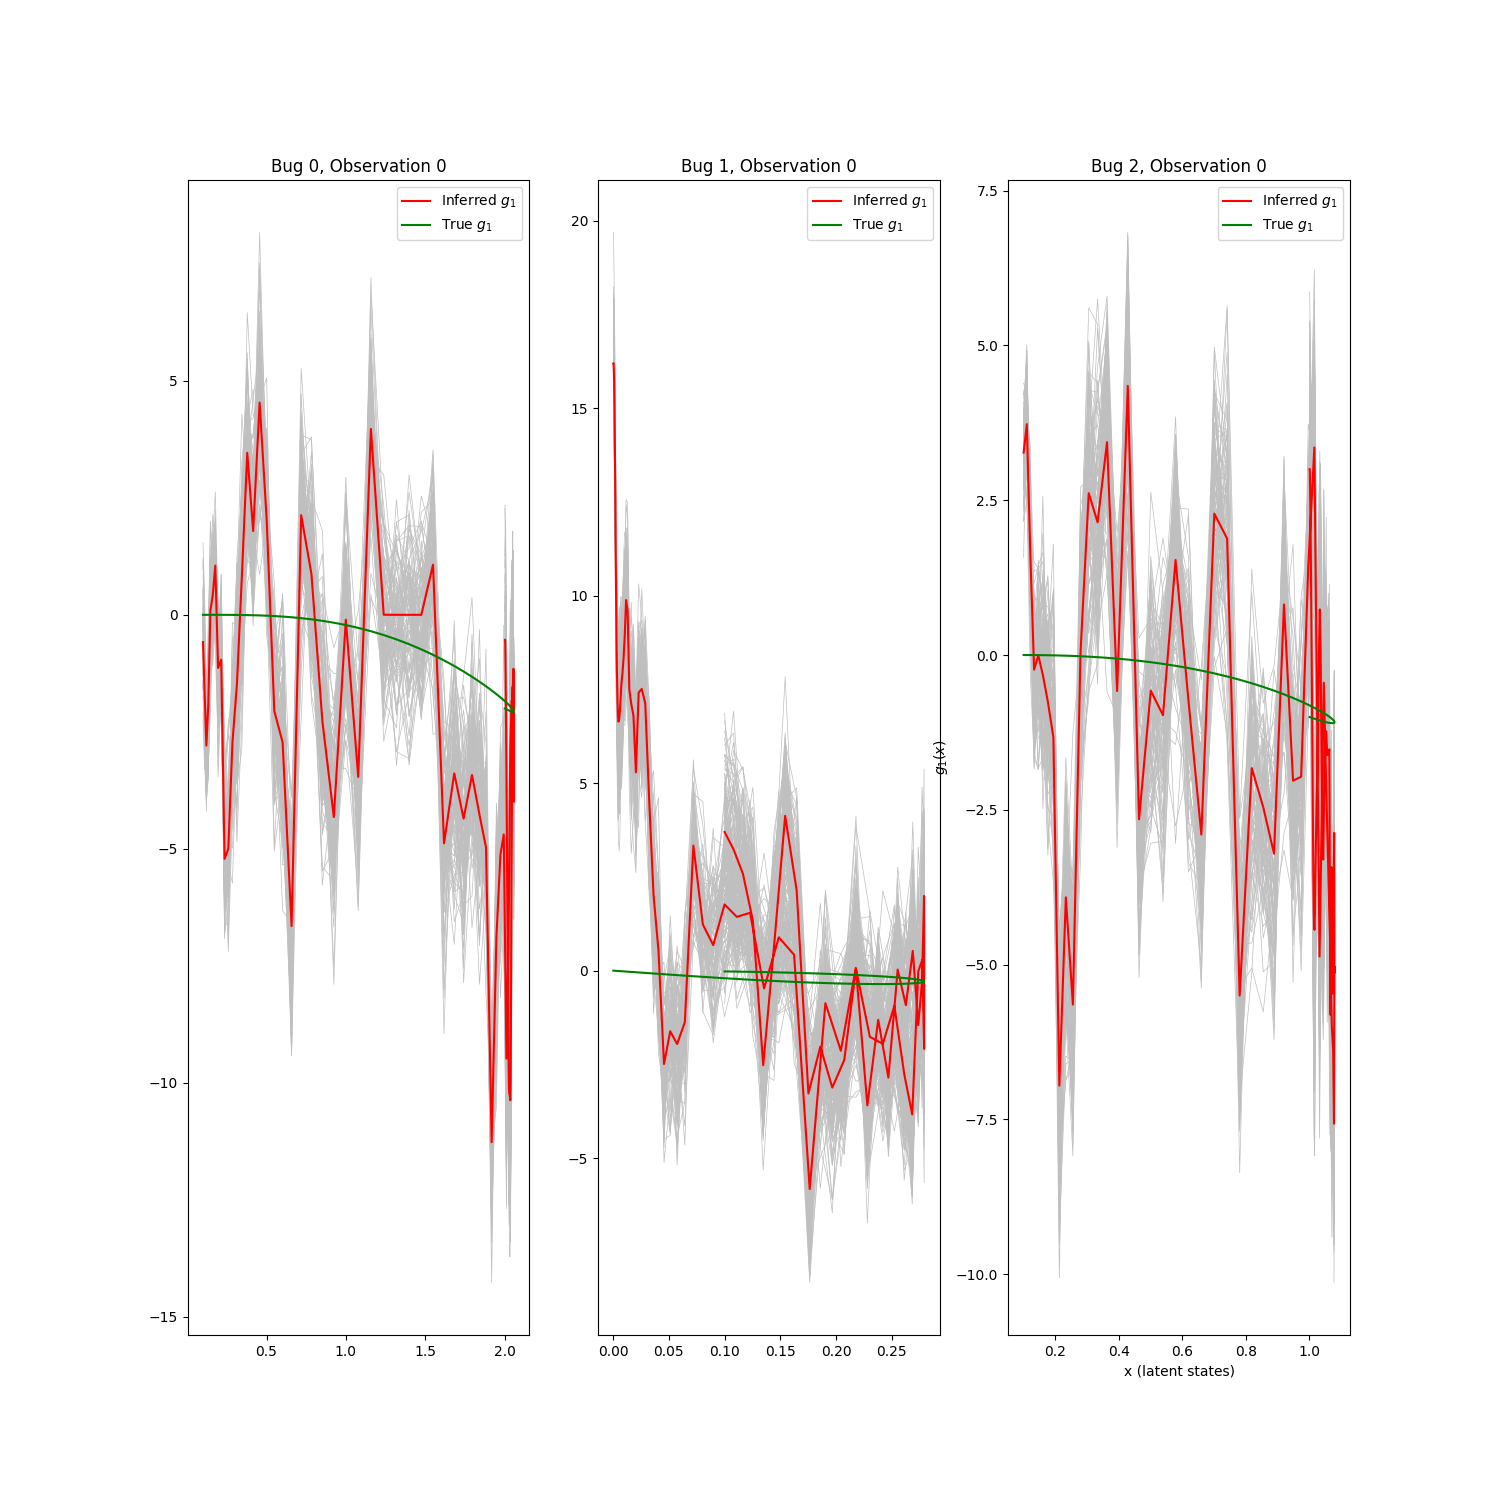 Bug 0, Observation 0
Inferred g₁
True g₁
5
0
−5
−10
−15
0.5 1.0 1.5 2.0
Bug 1, Observation 0
Inferred g₁
True g₁
20
15
10
5
0
−5
0.00 0.05 0.10 0.15 0.20 0.25
Bug 2, Observation 0
Inferred g₁
True g₁
g₁(x)
7.5
5.0
2.5
0.0
−2.5
−5.0
−7.5
−10.0
0.2 0.4 0.6 0.8 1.0
x (latent states)